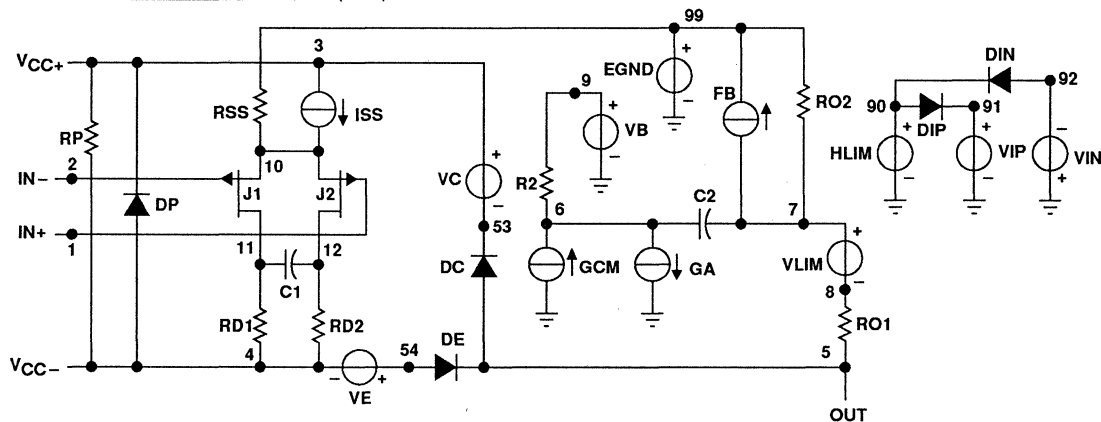 99
VCC+
3
EGND
+
−
FB
DIN
92
9
RSS
ISS
VB
+
−
RO2
90
91
DIP
RP
2
IN−
10
J1
J2
VC
+
−
R2
HLIM
+
−
VIP
+
−
VIN
−
+
DP
6
C2
7
IN+
1
53
11
12
DC
GCM
GA
VLIM
+
−
C1
8
RD1
RD2
RO1
4
54
DE
5
VCC−
−
+
VE
OUT